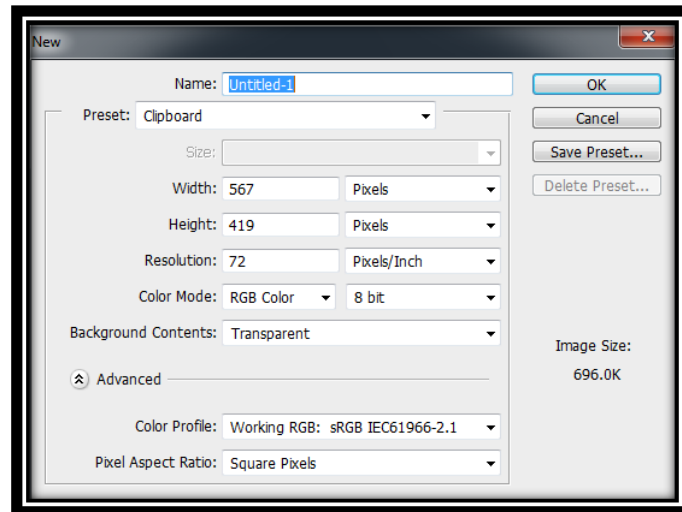 New
Name: Untitled-1
OK
Preset: Clipboard
Cancel
Size:
Save Preset...
Width: 567 Pixels
Delete Preset...
Height: 419 Pixels
Resolution: 72 Pixels/Inch
Color Mode: RGB Color 8 bit
Background Contents: Transparent
Image Size:
696.0K
Advanced
Color Profile: Working RGB: sRGB IEC61966-2.1
Pixel Aspect Ratio: Square Pixels